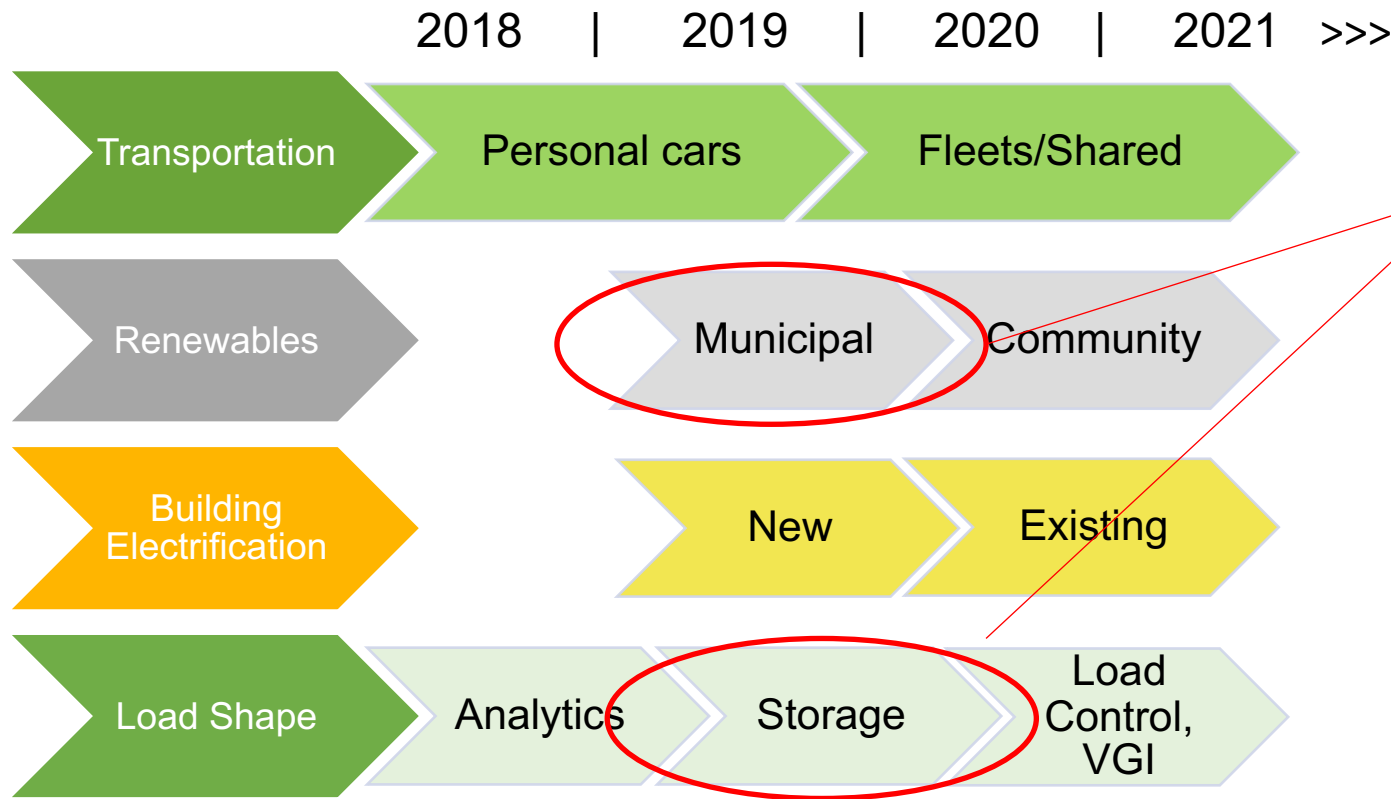 2018 | 2019 | 2020 | 2021 >>>
Transportation
Personal cars
Fleets/Shared
Renewables
Municipal
Community
Building
Electrification
New
Existing
Load Shape
Analytics
Storage
Load
Control,
VGI